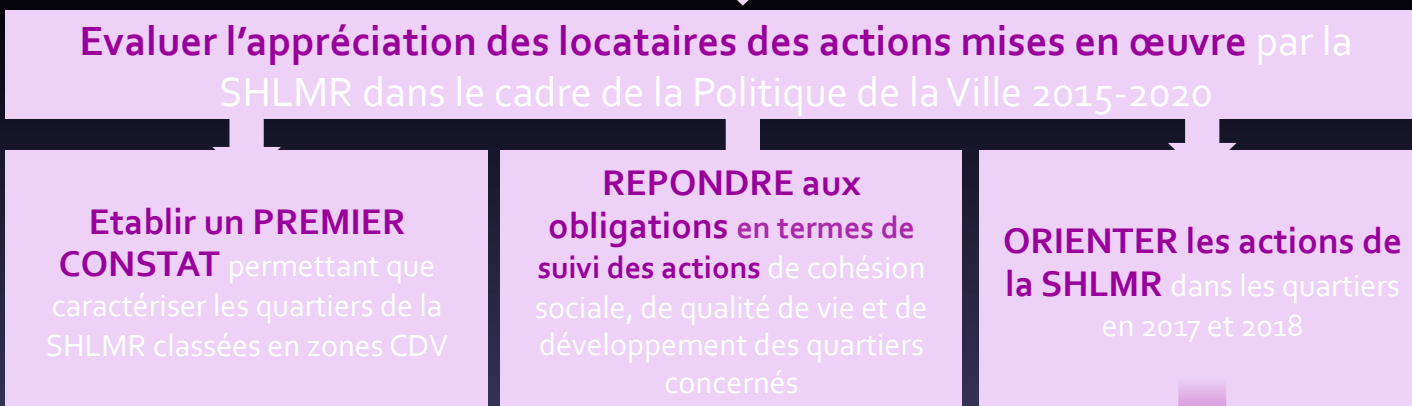 Evaluer l’appréciation des locataires des actions mises en œuvre par la
SHLMR dans le cadre de la Politique de la Ville 2015-2020
Etablir un PREMIER
CONSTAT permettant que
caractériser les quartiers de la
SHLMR classées en zones CDV
REPONDRE aux
obligations en termes de
suivi des actions de cohésion
sociale, de qualité de vie et de
développement des quartiers
concernés
ORIENTER les actions de
la SHLMR dans les quartiers
en 2017 et 2018